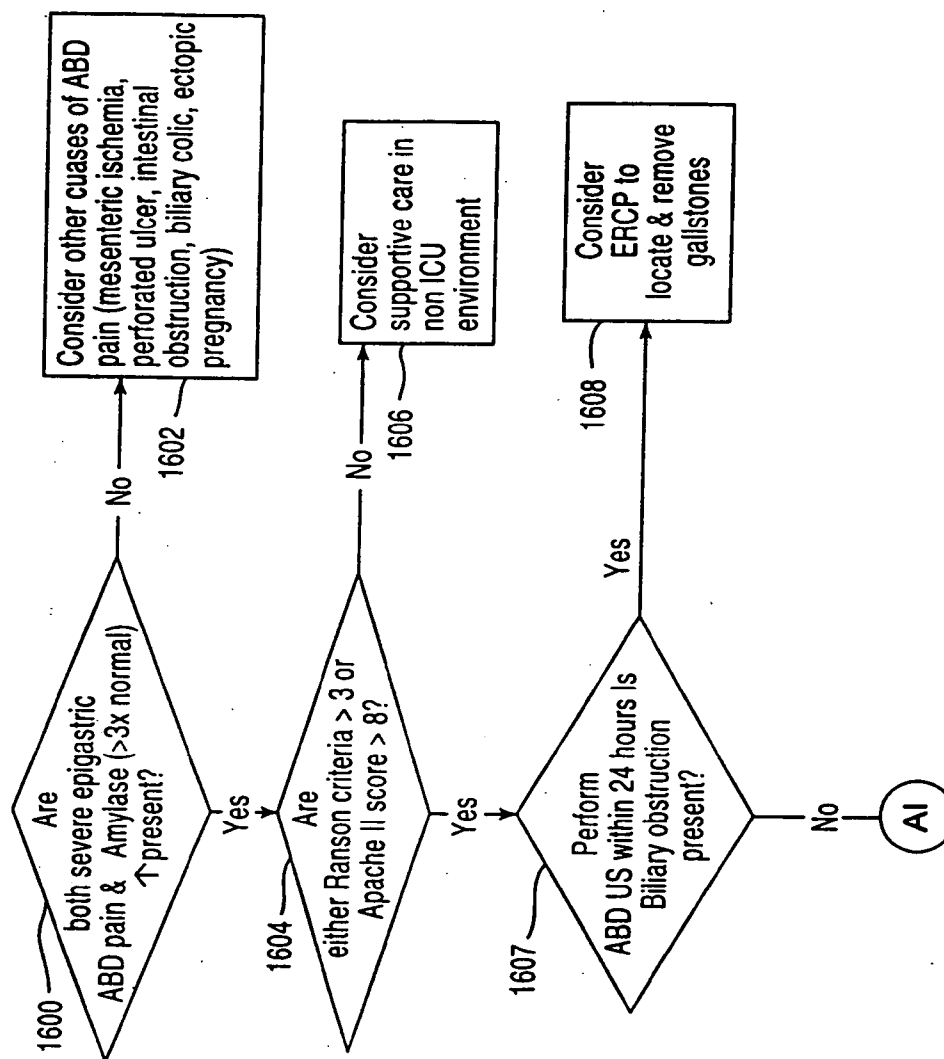 Are
both severe epigastric
ABD pain & Amylase (>3x normal)
↑present?
1600
No
Consider other cuases of ABD
pain (mesenteric ischemia,
perforated ulcer, intestinal
obstruction, biliary colic, ectopic
pregnancy)
1602
Yes
Are
either Ranson criteria > 3 or
Apache II score > 8?
1604
No
Consider
supportive care in
non ICU
environment
1606
Yes
Perform
ABD US within 24 hours Is
Biliary obstruction
present?
1607
Yes
Consider
ERCP to
locate & remove
gallstones
1608
No
AI